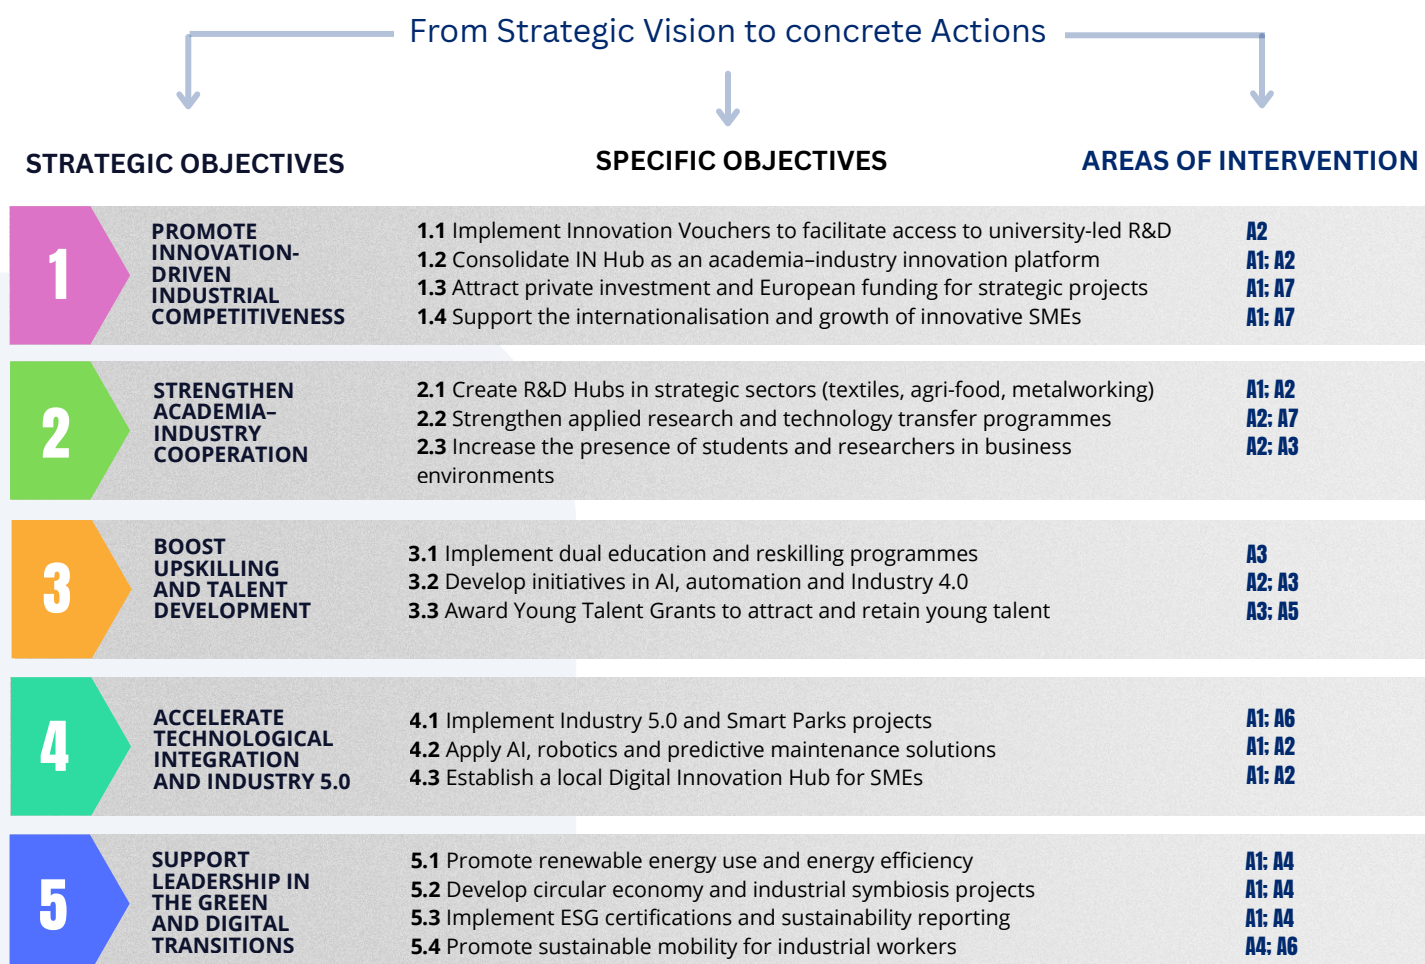 From Strategic Vision to concrete Actions
STRATEGIC OBJECTIVES
SPECIFIC OBJECTIVES
AREAS OF INTERVENTION
1
PROMOTE
INNOVATION-
DRIVEN
INDUSTRIAL
COMPETITIVENESS
1.1 Implement Innovation Vouchers to facilitate access to university-led R&D
A2
1.2 Consolidate IN Hub as an academia–industry innovation platform
A1; A2
1.3 Attract private investment and European funding for strategic projects
A1; A7
1.4 Support the internationalisation and growth of innovative SMEs
A1; A7
2
STRENGTHEN
ACADEMIA–
INDUSTRY
COOPERATION
2.1 Create R&D Hubs in strategic sectors (textiles, agri-food, metalworking)
A1; A2
2.2 Strengthen applied research and technology transfer programmes
A2; A7
2.3 Increase the presence of students and researchers in business
environments
A2; A3
3
BOOST
UPSKILLING
AND TALENT
DEVELOPMENT
3.1 Implement dual education and reskilling programmes
A3
3.2 Develop initiatives in AI, automation and Industry 4.0
A2; A3
3.3 Award Young Talent Grants to attract and retain young talent
A3; A5
4
ACCELERATE
TECHNOLOGICAL
INTEGRATION
AND INDUSTRY 5.0
4.1 Implement Industry 5.0 and Smart Parks projects
A1; A6
4.2 Apply AI, robotics and predictive maintenance solutions
A1; A2
4.3 Establish a local Digital Innovation Hub for SMEs
A1; A2
5
SUPPORT
LEADERSHIP IN
THE GREEN
AND DIGITAL
TRANSITIONS
5.1 Promote renewable energy use and energy efficiency
A1; A4
5.2 Develop circular economy and industrial symbiosis projects
A1; A4
5.3 Implement ESG certifications and sustainability reporting
A1; A4
5.4 Promote sustainable mobility for industrial workers
A4; A6